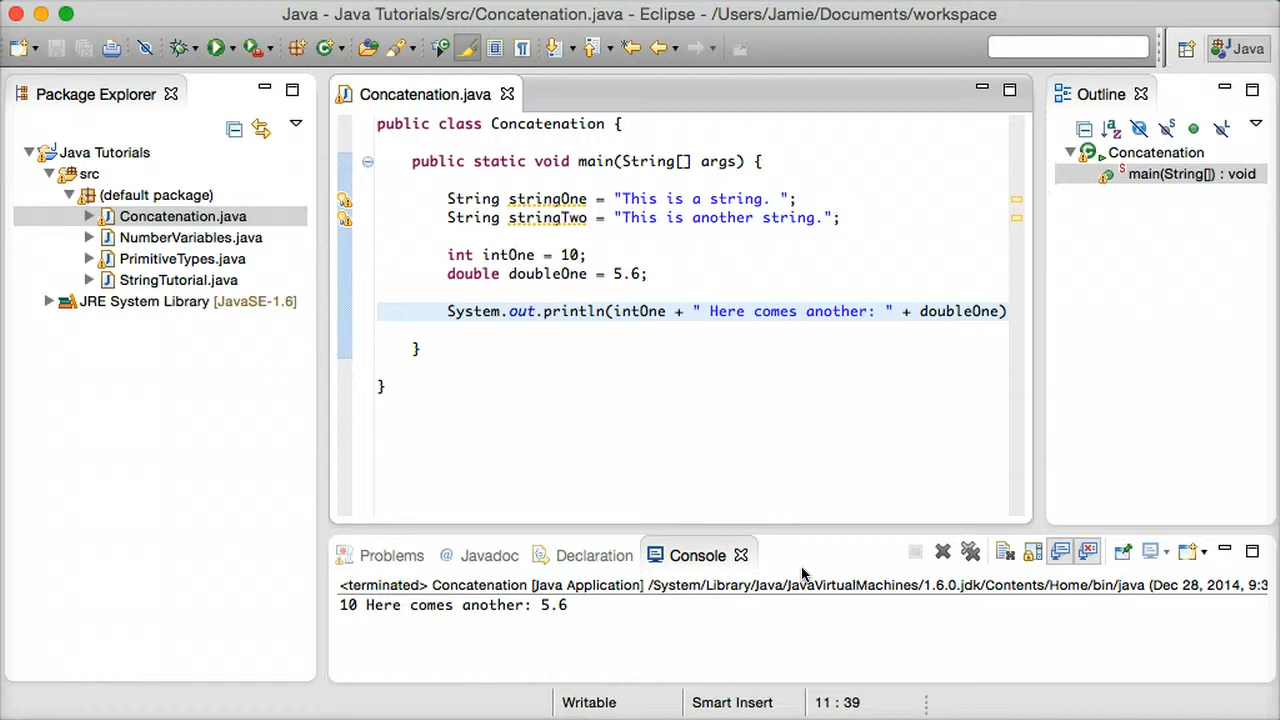 Java - Java Tutorials/src/Concatenation.java - Eclipse - /Users/Jamie/Documents/workspace
Java
Package Explorer
Java Tutorials
src
(default package)
Concatenation.java
NumberVariables.java
PrimitiveTypes.java
StringTutorial.java
JRE System Library [JavaSE-1.6]
Concatenation.java
public class Concatenation {
public static void main(String[] args) {
String stringOne = "This is a string. ";
String stringTwo = "This is another string.";
int intOne = 10;
double doubleOne = 5.6;
System.out.println(intOne + " Here comes another: " + doubleOne)
}
}
Outline
Concatenation
main(String[]) : void
Problems
Javadoc
Declaration
Console
<terminated> Concatenation [Java Application] /System/Library/Java/JavaVirtualMachines/1.6.0.jdk/Contents/Home/bin/java (Dec 28, 2014, 9:3
10 Here comes another: 5.6
Writable
Smart Insert
11 : 39